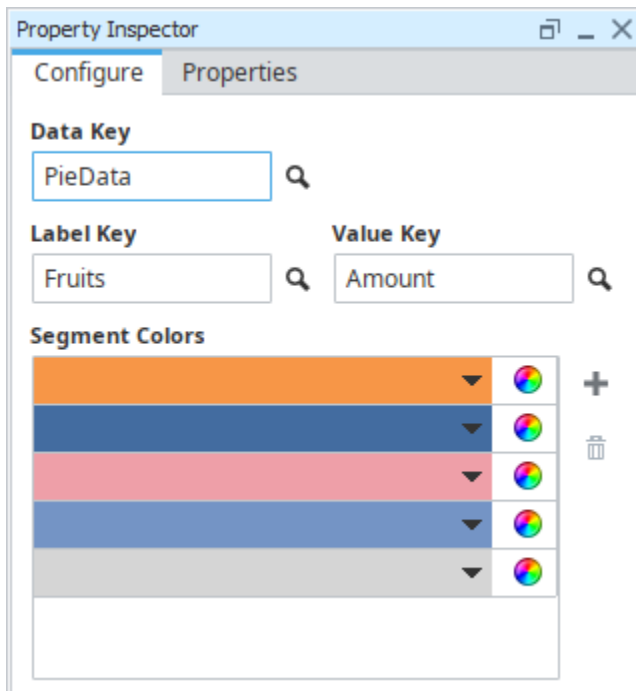 Property Inspector
Configure Properties
Data Key
PieData
Label Key Value Key
Fruits Amount
Segment Colors